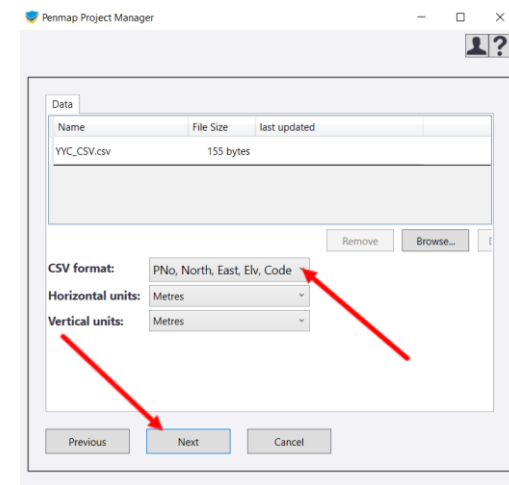 Penmap Project Manager
?
Data
Name File Size last updated
YYC_CSV.csv 155 bytes
Remove Browse...
CSV format: PNo, North, East, Elv, Code
Horizontal units: Metres
Vertical units: Metres
Previous Next Cancel